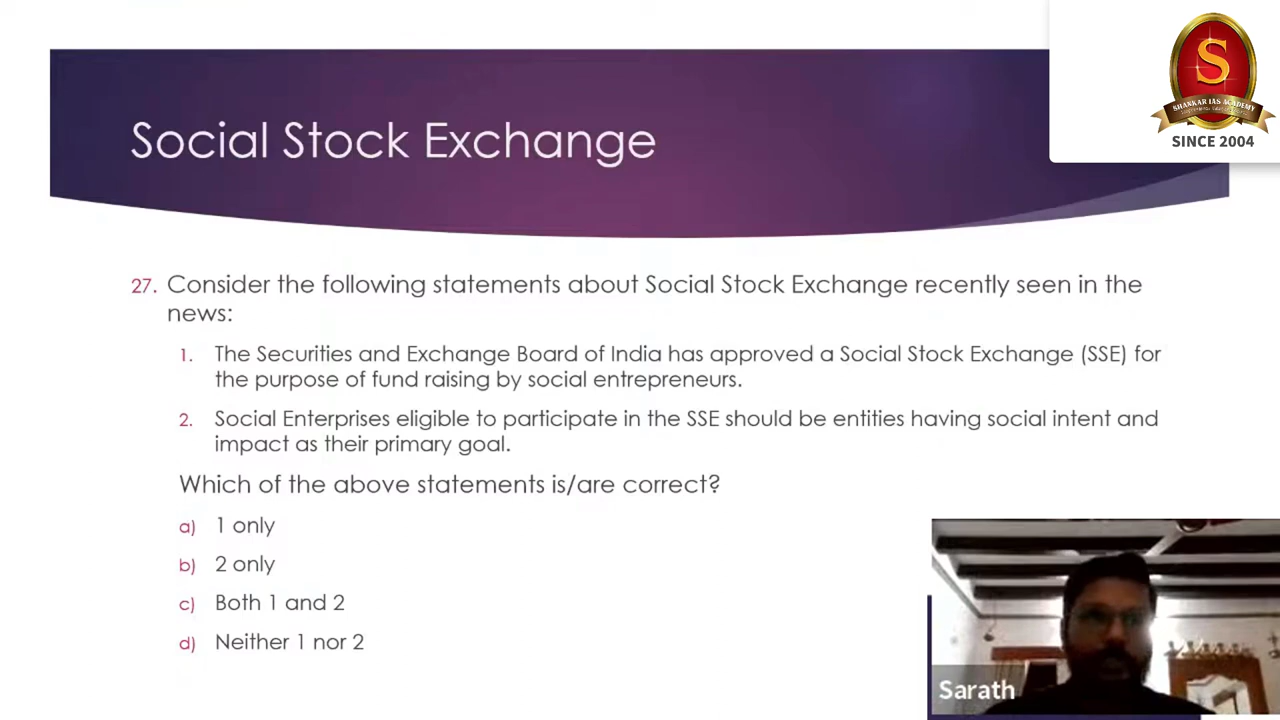 S
SHANKAR IAS ACADEMY
SINCE 2004
Social Stock Exchange
27. Consider the following statements about Social Stock Exchange recently seen in the
news:
1. The Securities and Exchange Board of India has approved a Social Stock Exchange (SSE) for
the purpose of fund raising by social entrepreneurs.
2. Social Enterprises eligible to participate in the SSE should be entities having social intent and
impact as their primary goal.
Which of the above statements is/are correct?
a) 1 only
b) 2 only
c) Both 1 and 2
d) Neither 1 nor 2
Sarath